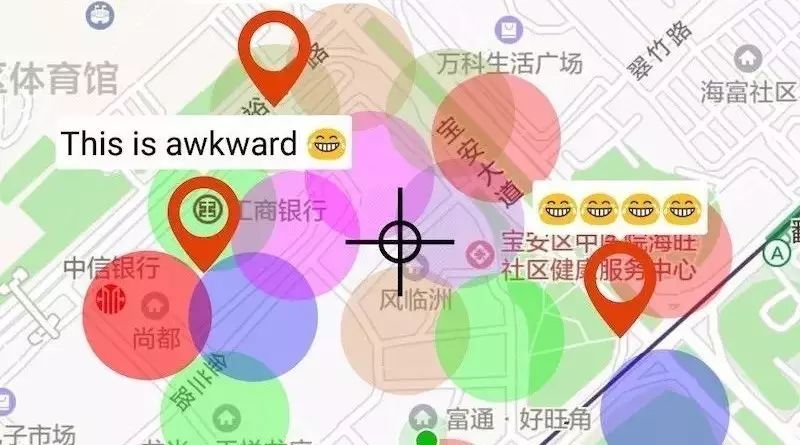 区体育馆
裕
路
万科生活广场
翠竹路
海富社区
This is awkward 😂
宝安大道
😂😂😂😂
工商银行
宝安区中医院海旺
社区健康服务中心
A
中信银行
风临洲
尚都
子市场
富通·好旺角